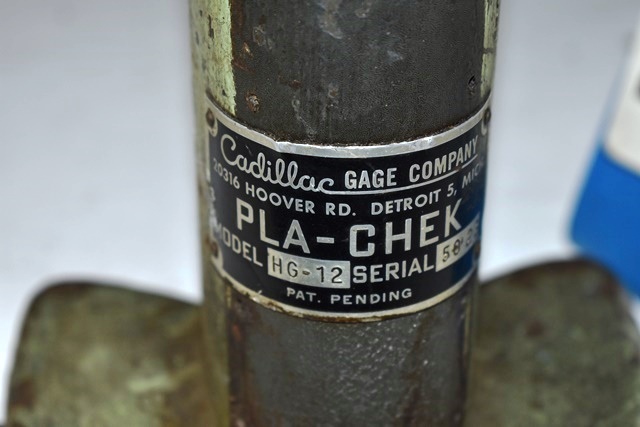 Cadillac GAGE COMPANY
20316 HOOVER RD. DETROIT 5, MICH
PLA-CHEK
MODEL HG-12 SERIAL
PAT. PENDING